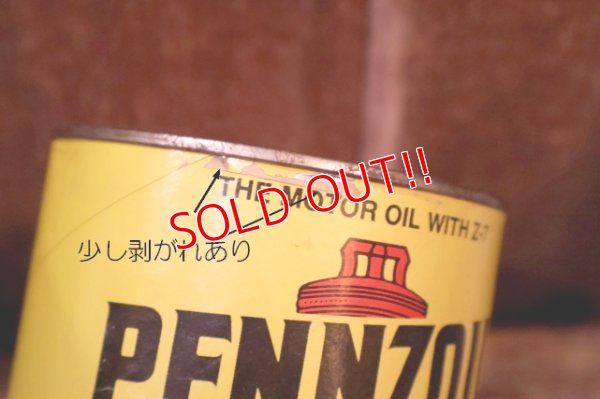 THE MOTOR OIL WITH Z-7
SOLD OUT!!
少し剥がれあり
PENNZOI